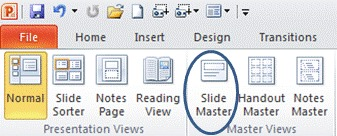 File Home Insert Design Transitions
Normal Slide Sorter Notes Page Reading View Slide Master Handout Master Notes Master
Presentation Views Master Views